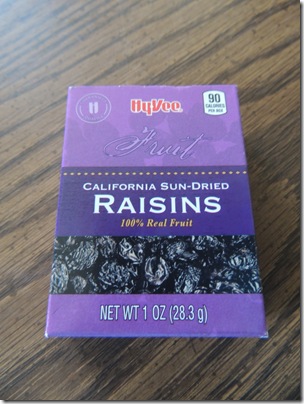 HyVee
90
CALORIES
PER BOX
Fruit
CALIFORNIA SUN-DRIED
RAISINS
100% Real Fruit
NET WT 1 OZ (28.3 g)